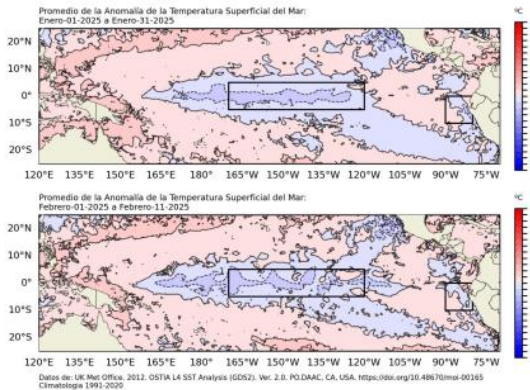 Promedio de la Anomalía de la Temperatura Superficial del Mar:
Enero-01-2025 a Enero-31-2025
ºC
20°N
10°N
0°
10°S
20°S
120°E 135°E 150°E 165°E 180° 165°W 150°W 135°W 120°W 105°W 90°W 75°W
Promedio de la Anomalía de la Temperatura Superficial del Mar:
Febrero-01-2025 a Febrero-11-2025
ºC
20°N
10°N
0°
10°S
20°S
120°E 135°E 150°E 165°E 180° 165°W 150°W 135°W 120°W 105°W 90°W 75°W
Datos de: UK Met Office. 2012. OSTIA L4 SST Analysis (GDS2). Ver. 2.0. PO.DAAC, CA, USA. https://doi.org/10.48670/moi-00165
Climatología 1991-2020